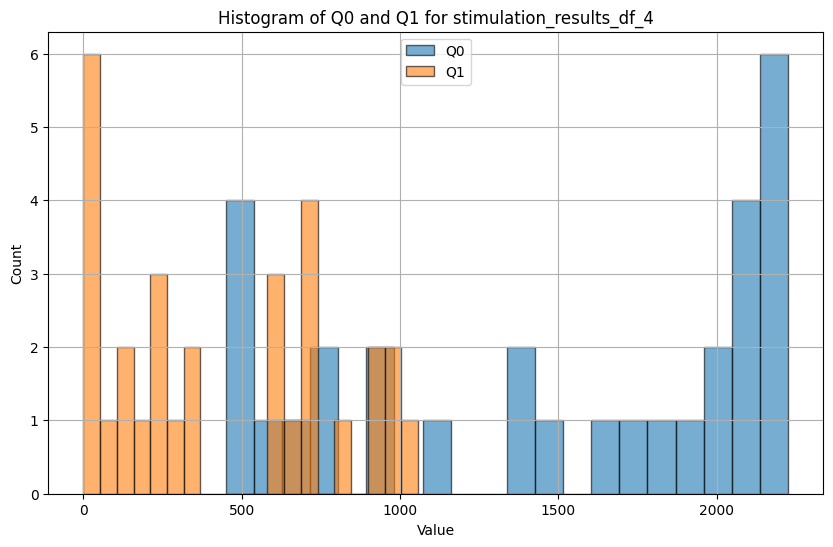 Histogram of Q0 and Q1 for stimulation_results_df_4
Q0
Q1
6
5
4
3
2
1
0
Count
0 500 1000 1500 2000
Value